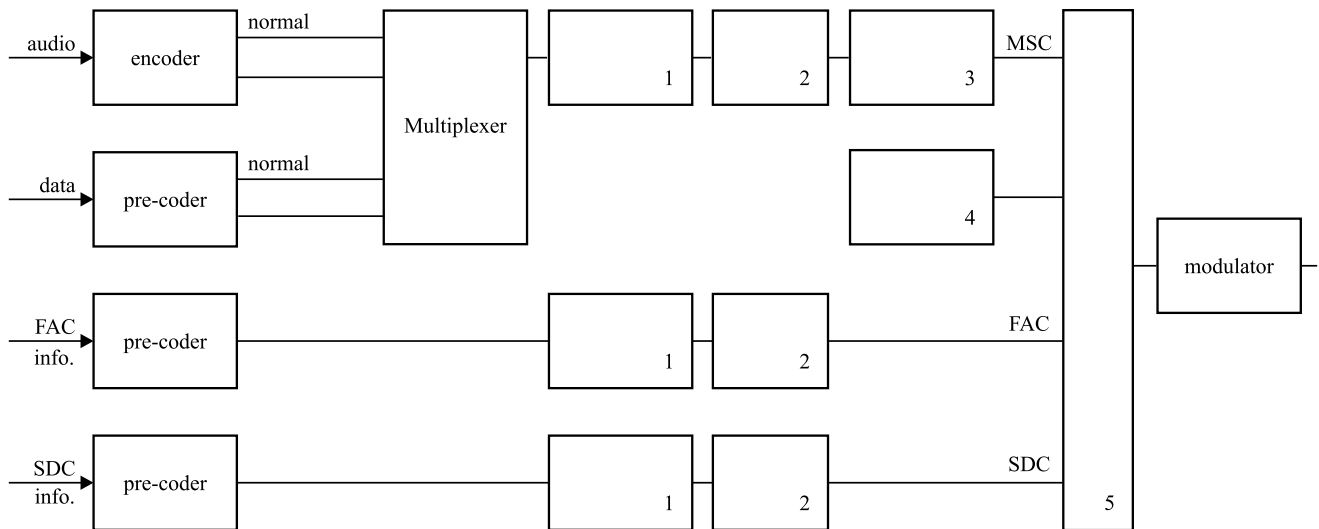 audio
encoder
normal
Multiplexer
1
2
3
MSC
data
pre-coder
normal
4
modulator
FAC
info.
pre-coder
1
2
FAC
SDC
info.
pre-coder
1
2
SDC
5